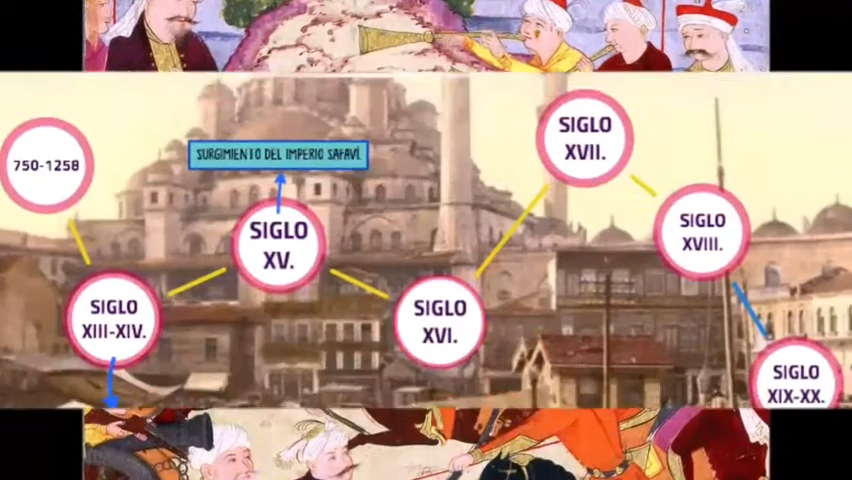 750-1258
SIGLO
XIII-XIV.
SURGIMIENTO DEL IMPERIO SAFAVÍ.
SIGLO
XV.
SIGLO
XVI.
SIGLO
XVII.
SIGLO
XVIII.
SIGLO
XIX-XX.